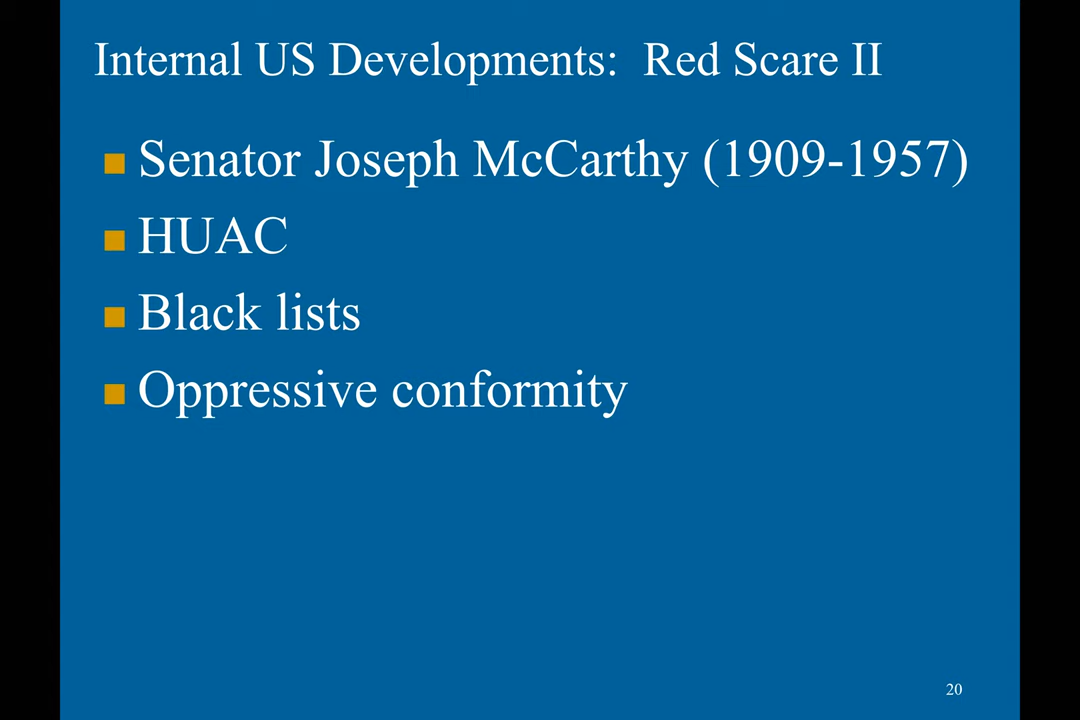 Internal US Developments:  Red Scare II
Senator Joseph McCarthy (1909-1957)
HUAC
Black lists
Oppressive conformity
20